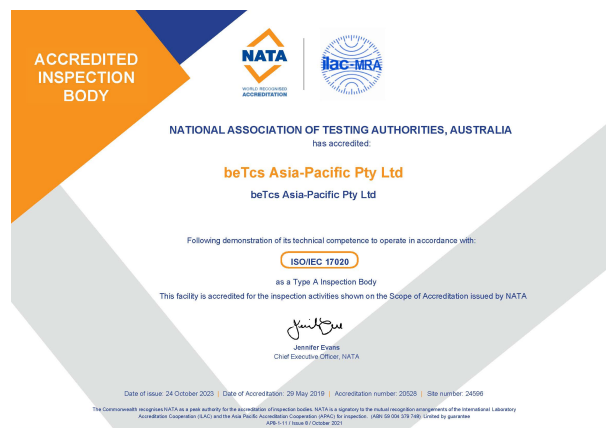 ACCREDITED
INSPECTION
BODY
NATA
WORLD RECOGNISED
ACCREDITATION
ilac-MRA
NATIONAL ASSOCIATION OF TESTING AUTHORITIES, AUSTRALIA
has accredited:
beTcs Asia-Pacific Pty Ltd
beTcs Asia-Pacific Pty Ltd
Following demonstration of its technical competence to operate in accordance with:
ISO/IEC 17020
as a Type A Inspection Body
This facility is accredited for the inspection activities shown on the Scope of Accreditation issued by NATA
Jennifer Evans
Chief Executive Officer, NATA
Date of issue: 24 October 2023 | Date of Accreditation: 29 May 2019 | Accreditation number: 20528 | Site number: 24596
The Commonwealth recognises NATA as a peak authority for the accreditation of inspection bodies. NATA is a signatory to the mutual recognition arrangements of the International Laboratory
Accreditation Cooperation (ILAC) and the Asia Pacific Accreditation Cooperation (APAC) for inspection. (ABN 59 004 379 748) Limited by guarantee
APB-1-11 / Issue 8 / October 2021